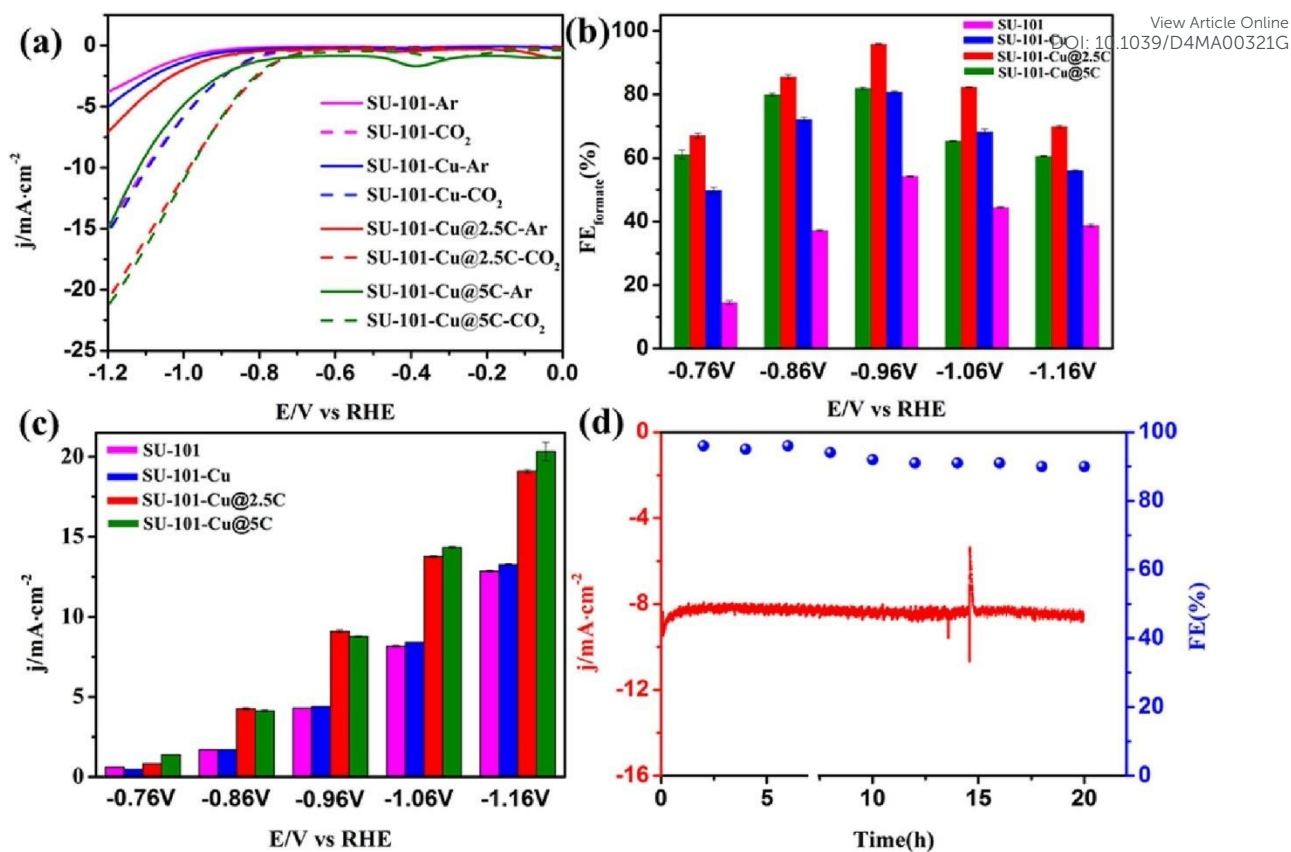 View Article Online
DOI: 10.1039/D4MA00321G
(a)
0
-5
-10
-15
-20
-25
j/mA·cm-2
SU-101-Ar
SU-101-CO2
SU-101-Cu-Ar
SU-101-Cu-CO2
SU-101-Cu@2.5C-Ar
SU-101-Cu@2.5C-CO2
SU-101-Cu@5C-Ar
SU-101-Cu@5C-CO2
-1.2 -1.0 -0.8 -0.6 -0.4 -0.2 0.0
E/V vs RHE
(b)
100
80
60
40
20
0
FEformate(%)
SU-101
SU-101-Cu
SU-101-Cu@2.5C
SU-101-Cu@5C
-0.76V -0.86V -0.96V -1.06V -1.16V
E/V vs RHE
(c)
20
15
10
5
0
j/mA·cm-2
SU-101
SU-101-Cu
SU-101-Cu@2.5C
SU-101-Cu@5C
-0.76V -0.86V -0.96V -1.06V -1.16V
E/V vs RHE
(d)
0
-4
-8
-12
-16
j/mA·cm-2
100
80
60
40
20
0
FE(%)
0 5 10 15 20
Time(h)